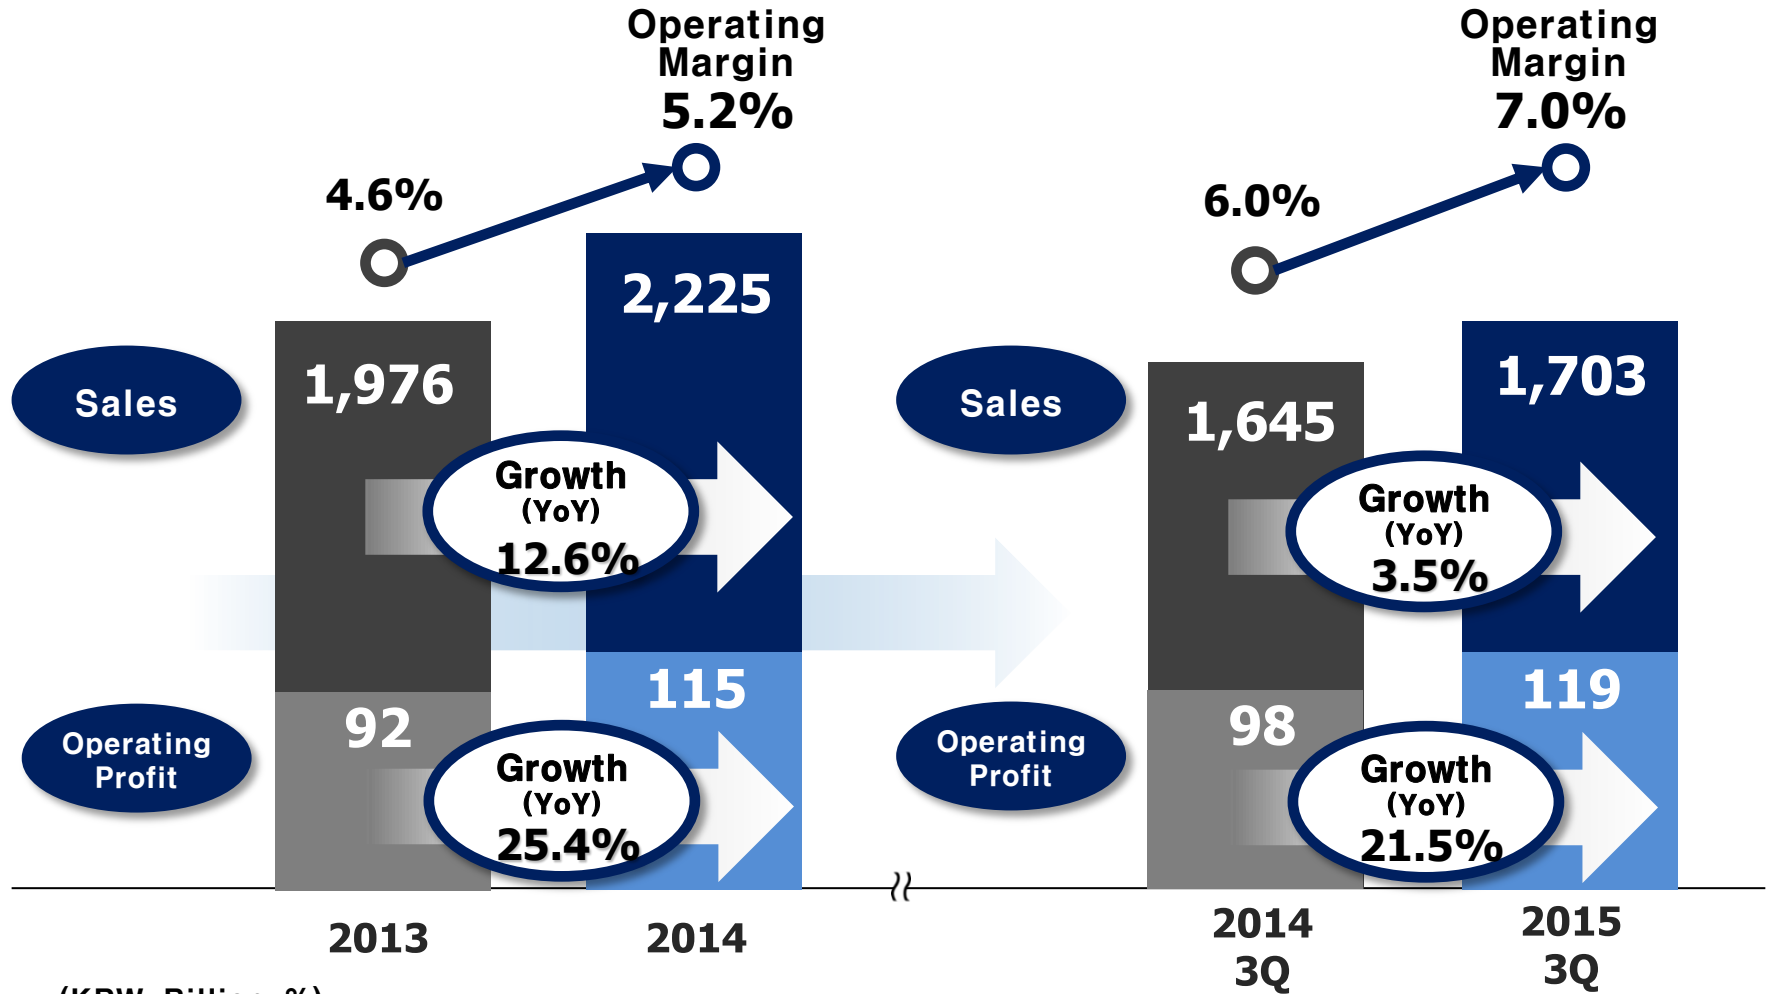 Operating
Margin
5.2%
4.6%
2,225
1,976
Sales
Growth
(YoY)
12.6%
115
92
Operating
Profit
Growth
(YoY)
25.4%
2013
2014
Operating
Margin
7.0%
6.0%
1,703
1,645
Sales
Growth
(YoY)
3.5%
119
98
Operating
Profit
Growth
(YoY)
21.5%
2014
3Q
2015
3Q
(KRW Billion, %)